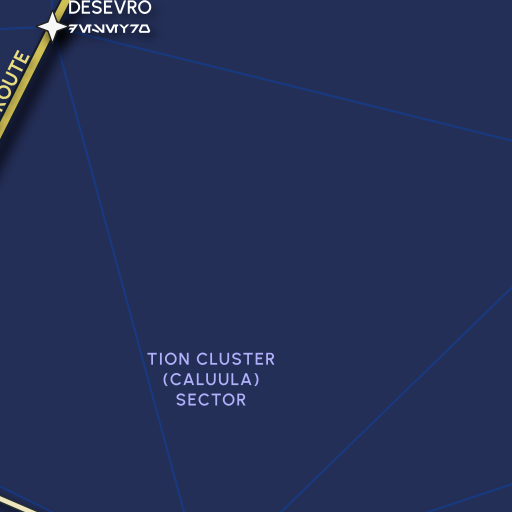 DESEVRO
ROUTE
TION CLUSTER
(CALUULA)
SECTOR